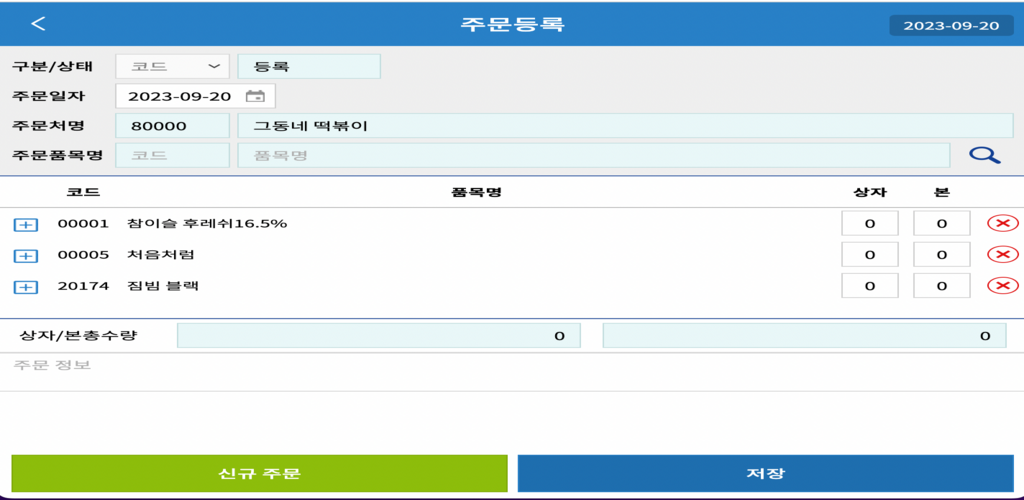 주문등록 2023-09-20
구분/상태 코드 등록
주문일자 2023-09-20
주문처명 80000 그동네 떡볶이
주문품목명 코드 품목명
코드 품목명 상자 본
00001 참이슬 후레쉬16.5% 0 0
00005 처음처럼 0 0
20174 짐빔 블랙 0 0
상자/본총수량 0 0
주문 정보
신규 주문 저장